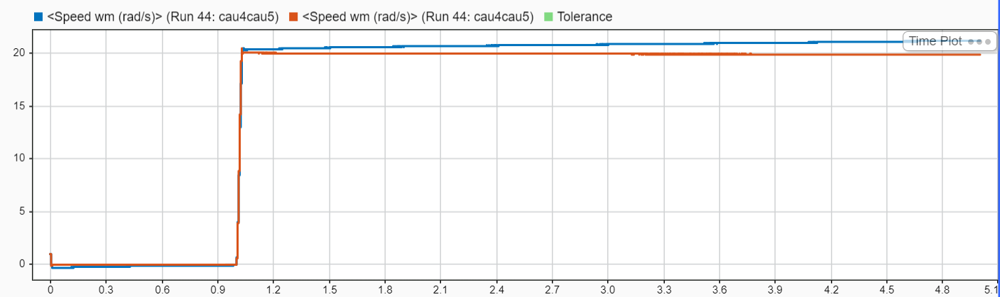 <Speed wm (rad/s)> (Run 44: cau4cau5) <Speed wm (rad/s)> (Run 44: cau4cau5) Tolerance
Time Plot
20
15
10
5
0
0 0.3 0.6 0.9 1.2 1.5 1.8 2.1 2.4 2.7 3.0 3.3 3.6 3.9 4.2 4.5 4.8 5.1